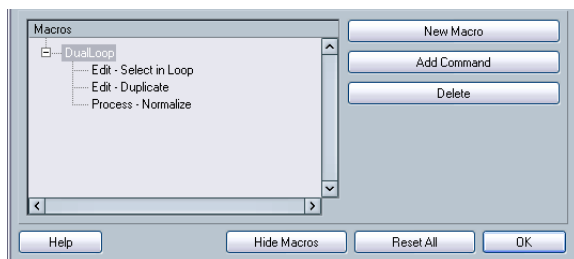 Macros
DualLoop
Edit - Select in Loop
Edit - Duplicate
Process - Normalize
New Macro
Add Command
Delete
Help
Hide Macros
Reset All
OK